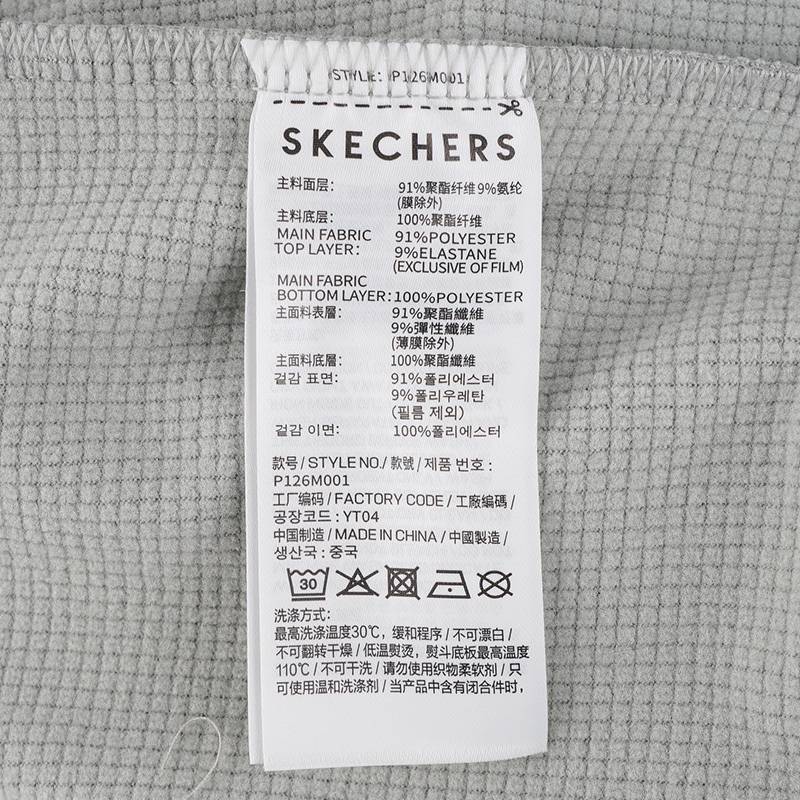 STYLE: P126M001
SKECHERS
主料面层： 91%聚酯纤维 9%氨纶
(膜除外)
主料底层： 100%聚酯纤维
MAIN FABRIC 91%POLYESTER
TOP LAYER: 9%ELASTANE
(EXCLUSIVE OF FILM)
MAIN FABRIC
BOTTOM LAYER: 100%POLYESTER
主面料表層： 91%聚酯纖維
9%彈性纖維
(薄膜除外)
主面料底層： 100%聚酯纖維
겉감 표면: 91%폴리에스터
9%폴리우레탄
(필름 제외)
겉감 이면: 100%폴리에스터
款号 / STYLE NO./ 款號 / 제품 번호 :
P126M001
工厂编码 / FACTORY CODE / 工廠編碼 /
공장코드 : YT04
中国制造 / MADE IN CHINA / 中國製造 /
생산국 : 중국
30
洗涤方式：
最高洗涤温度30℃，缓和程序 / 不可漂白 /
不可翻转干燥 / 低温熨烫，熨斗底板最高温度
110℃ / 不可干洗 / 请勿使用织物柔软剂 / 只
可使用温和洗涤剂 / 当产品中含有闭合件时，